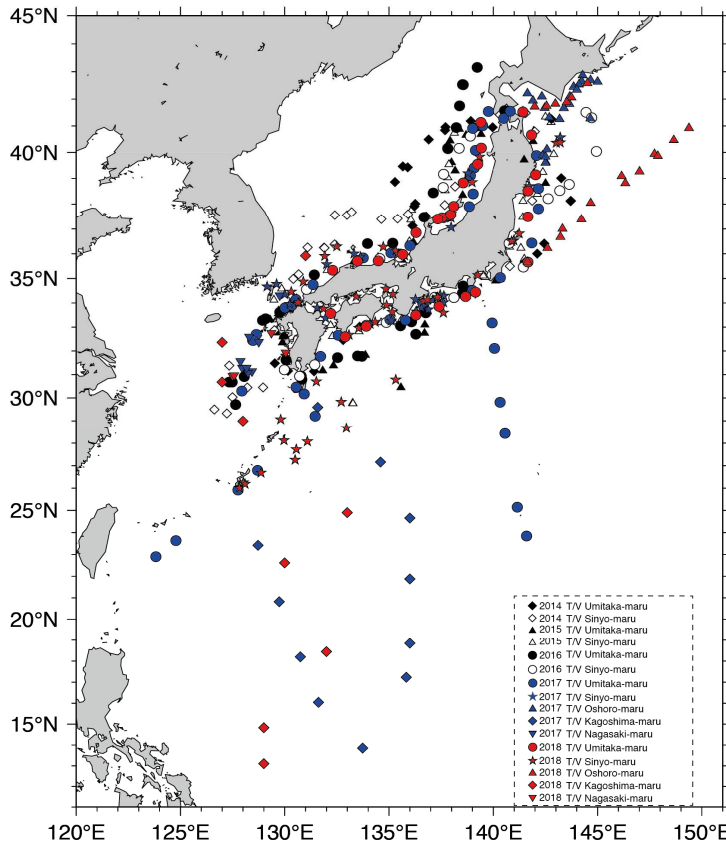 45°N
40°N
35°N
30°N
25°N
20°N
15°N
120°E 125°E 130°E 135°E 140°E 145°E 150°E
2014 T/V Umitaka-maru
2014 T/V Sinyo-maru
2015 T/V Umitaka-maru
2015 T/V Sinyo-maru
2016 T/V Umitaka-maru
2016 T/V Sinyo-maru
2017 T/V Umitaka-maru
2017 T/V Sinyo-maru
2017 T/V Oshoro-maru
2017 T/V Kagoshima-maru
2017 T/V Nagasaki-maru
2018 T/V Umitaka-maru
2018 T/V Sinyo-maru
2018 T/V Oshoro-maru
2018 T/V Kagoshima-maru
2018 T/V Nagasaki-maru